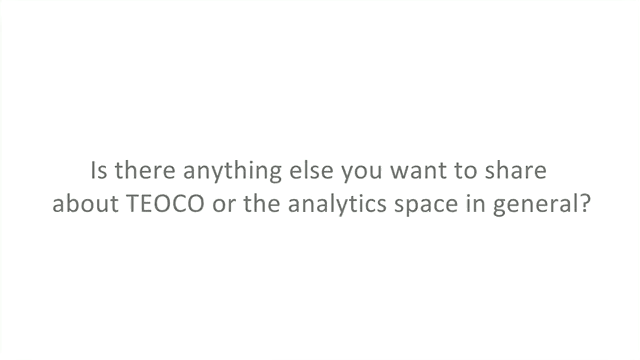 Is there anything else you want to share
about TEOCO or the analytics space in general?